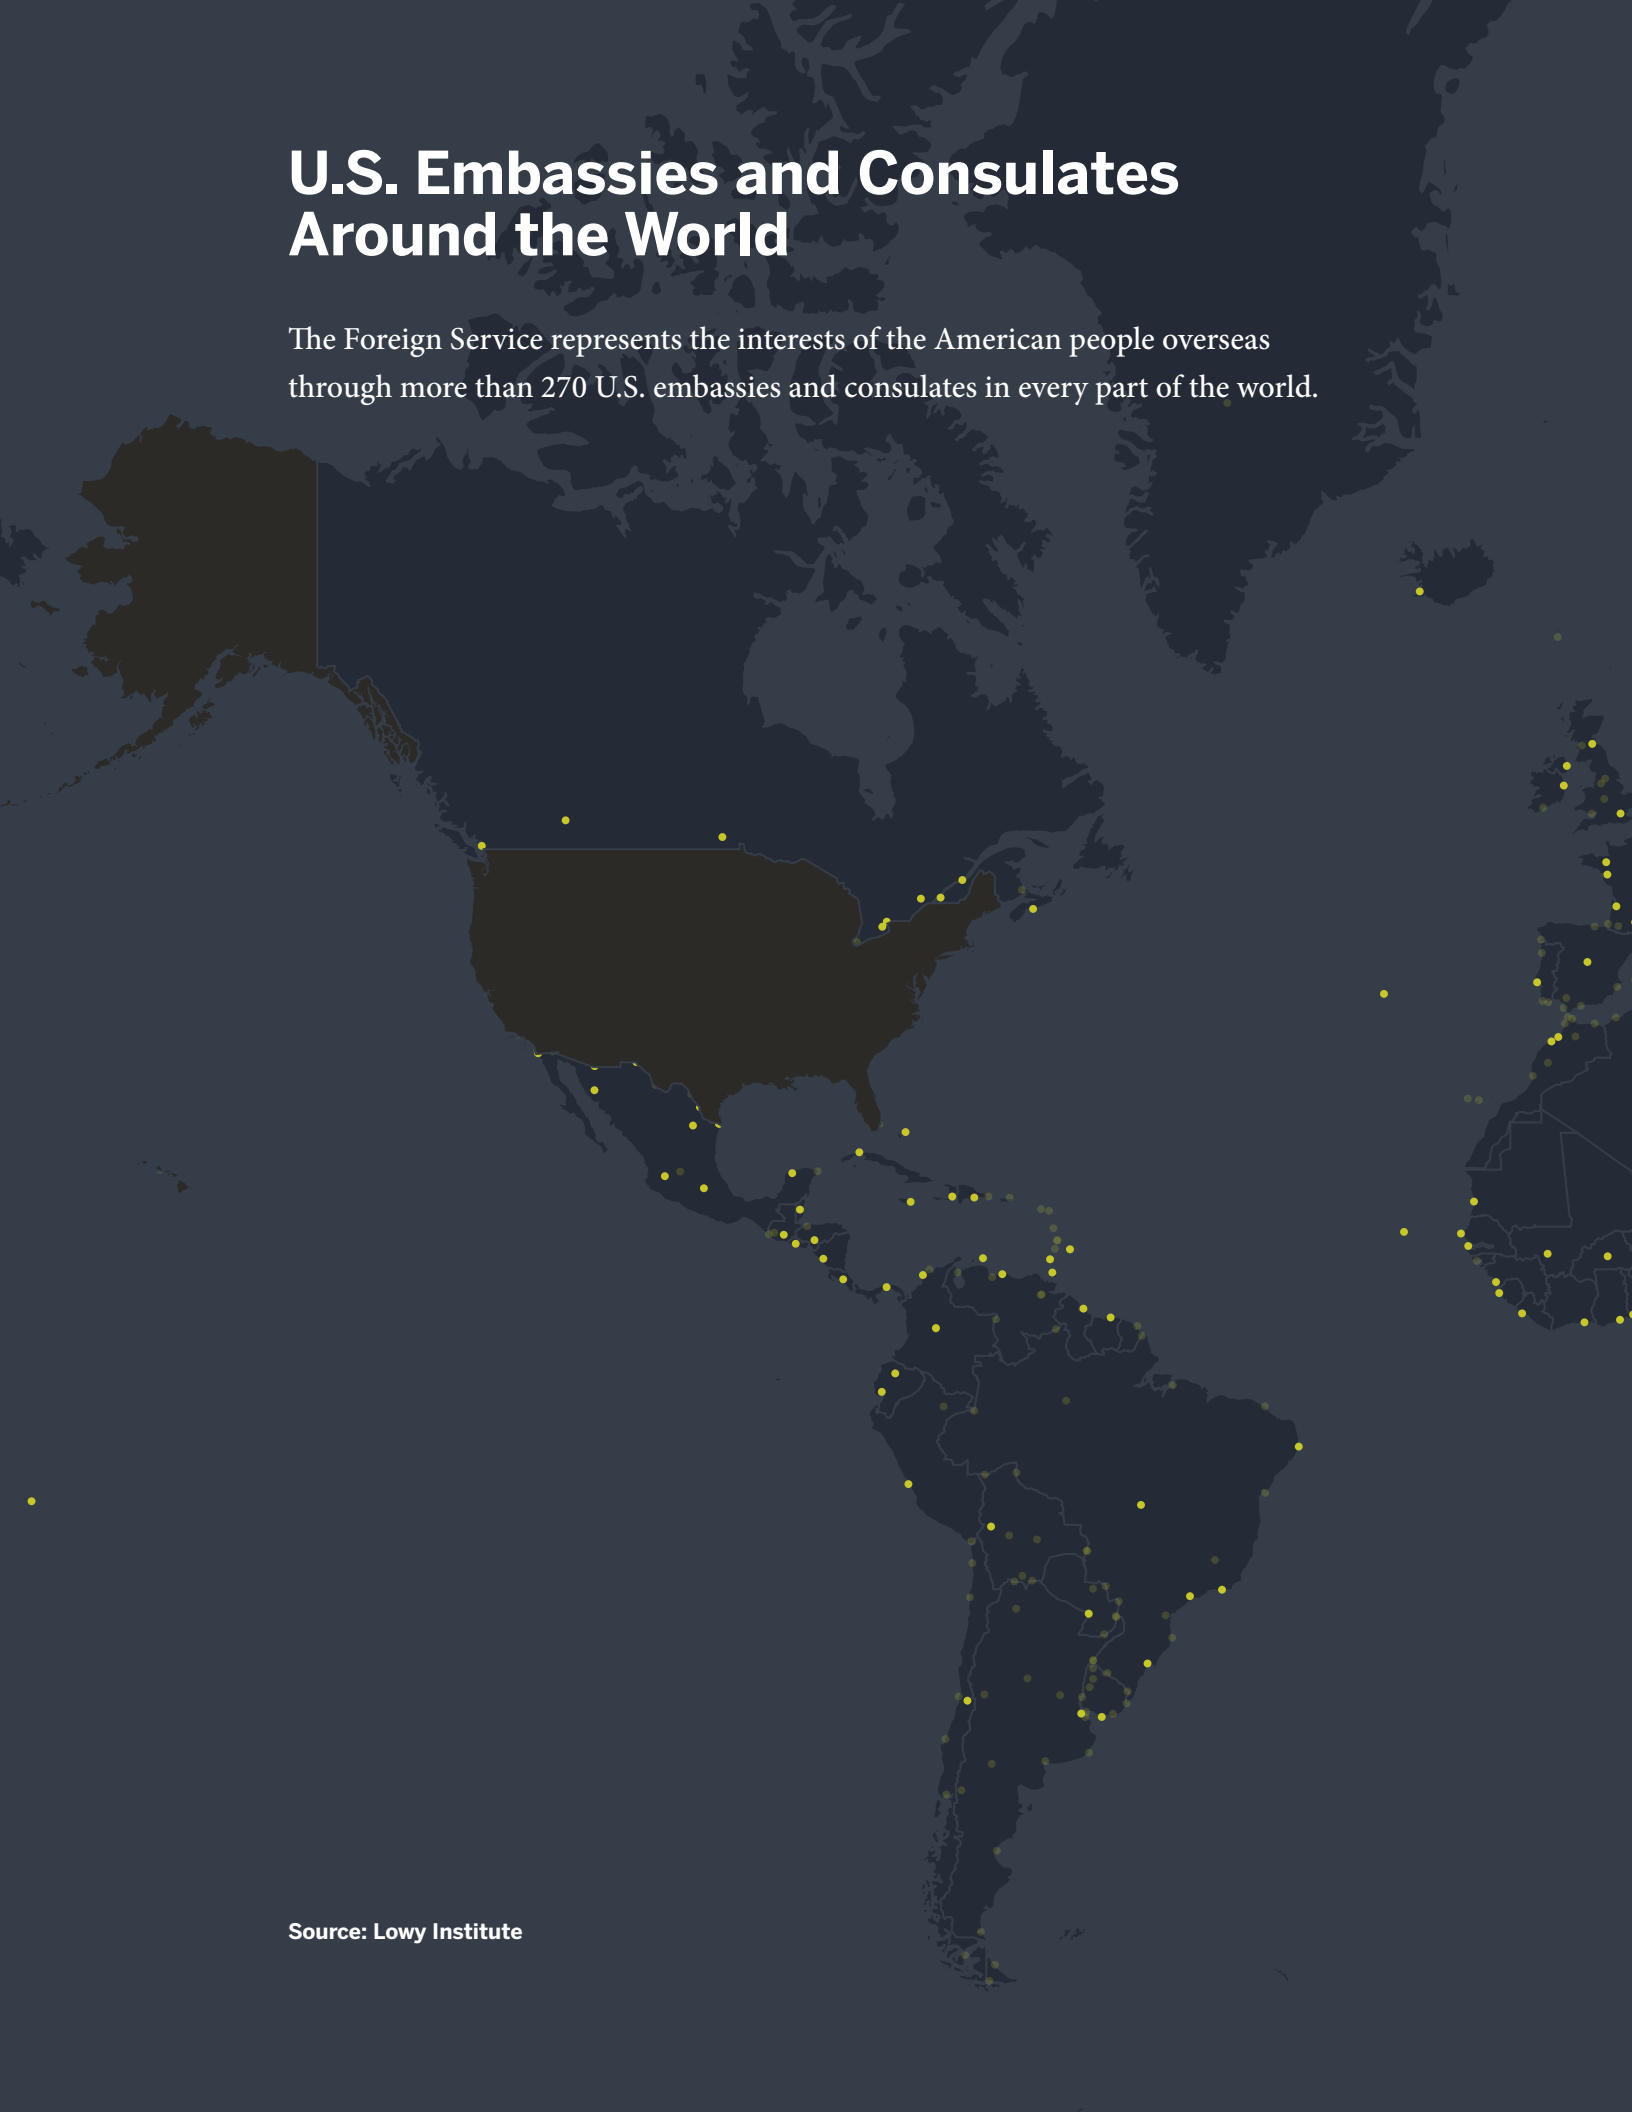 U.S. Embassies and Consulates
Around the World
The Foreign Service represents the interests of the American people overseas
through more than 270 U.S. embassies and consulates in every part of the world.
Source: Lowy Institute